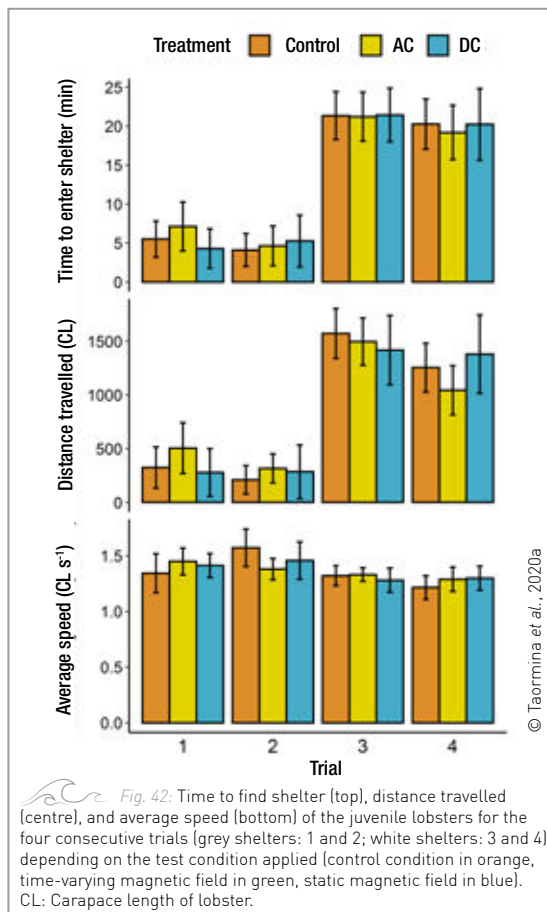 Treatment Control AC DC
Time to enter shelter (min)
25
20
15
10
5
0
Distance travelled (CL)
1500
1000
500
0
Average speed (CL s⁻¹)
1.5
1.0
0.5
0.0
1 2 3 4
Trial
© Taormina et al., 2020a
Fig. 42: Time to find shelter (top), distance travelled
(centre), and average speed (bottom) of the juvenile lobsters for the
four consecutive trials (grey shelters: 1 and 2; white shelters: 3 and 4)
depending on the test condition applied (control condition in orange,
time-varying magnetic field in green, static magnetic field in blue).
CL: Carapace length of lobster.